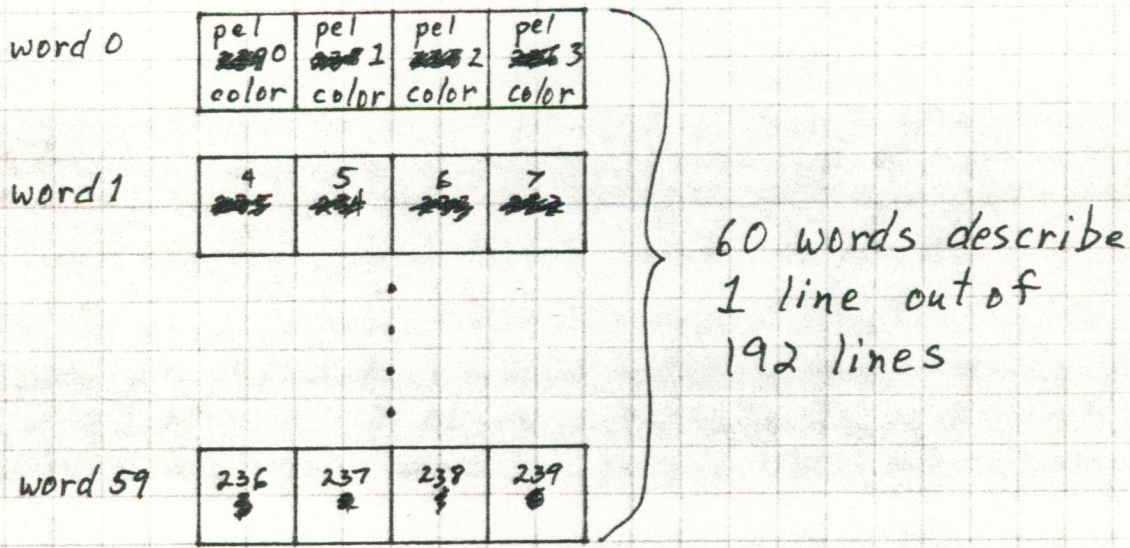 word 0
pel pel pel pel
0 1 2 3
color color color color
word 1
4 5 6 7
60 words describe
1 line out of
192 lines
word 59
236 237 238 239